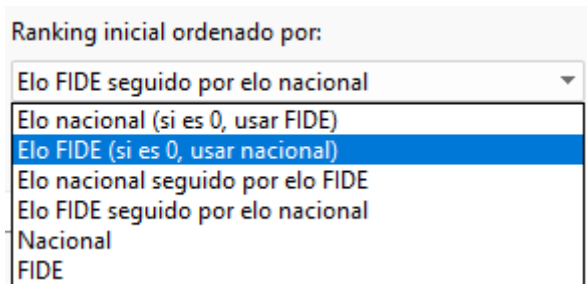 Ranking inicial ordenado por:
Elo FIDE seguido por elo nacional
Elo nacional (si es 0, usar FIDE)
Elo FIDE (si es 0, usar nacional)
Elo nacional seguido por elo FIDE
Elo FIDE seguido por elo nacional
Nacional
FIDE